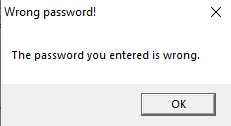 Wrong password!
The password you entered is wrong.
OK